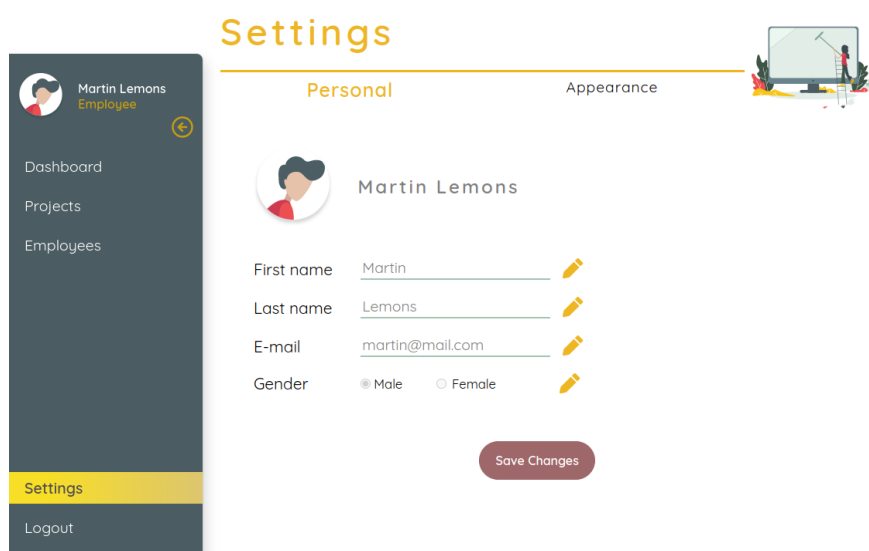 Settings
Martin Lemons
Employee
Dashboard
Projects
Employees
Settings
Logout
Personal Appearance
Martin Lemons
First name Martin
Last name Lemons
E-mail martin@mail.com
Gender Male Female
Save Changes